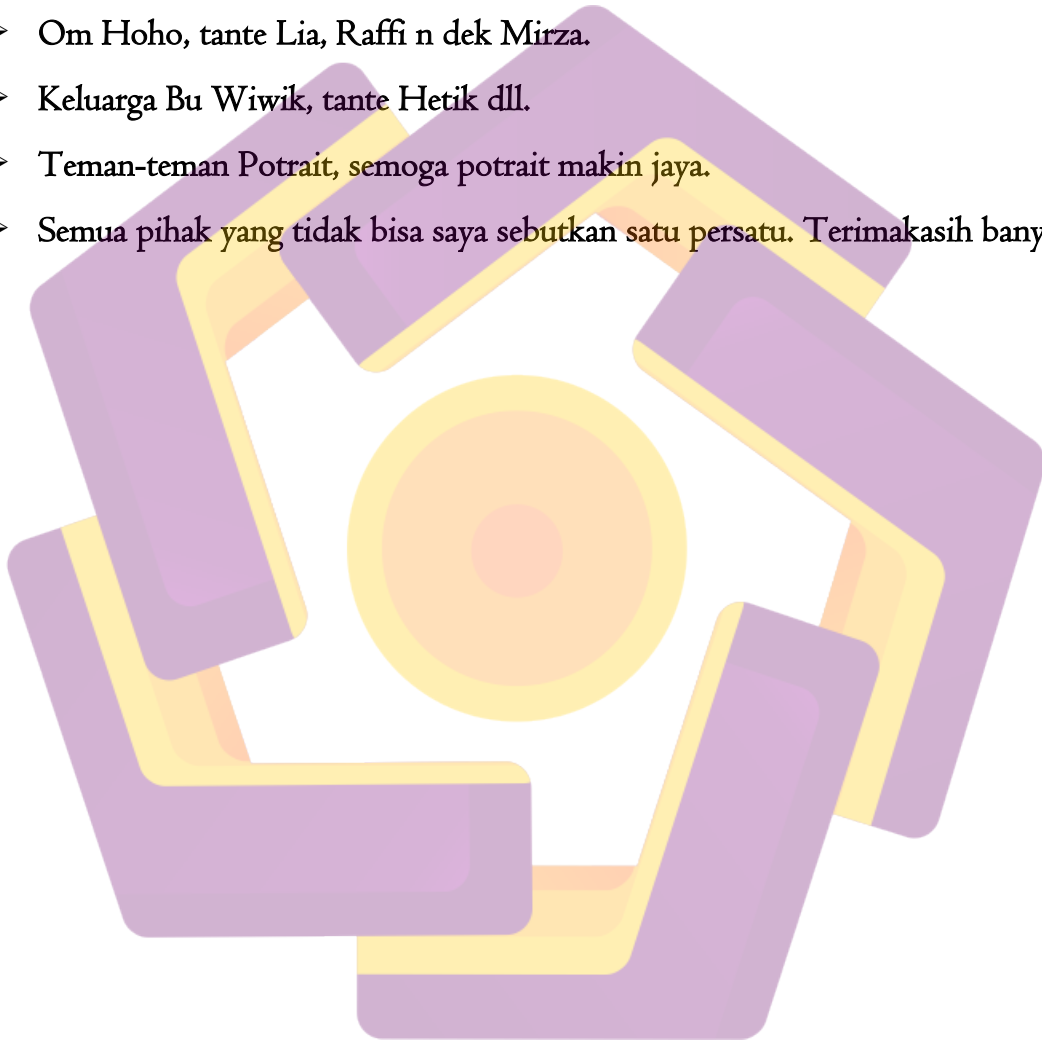 Om Hoho, tante Lia, Raffi n dek Mirza.
Keluarga Bu Wiwik, tante Hetik dll.
Teman-teman Potrait, semoga potrait makin jaya.
Semua pihak yang tidak bisa saya sebutkan satu persatu. Terimakasih bany